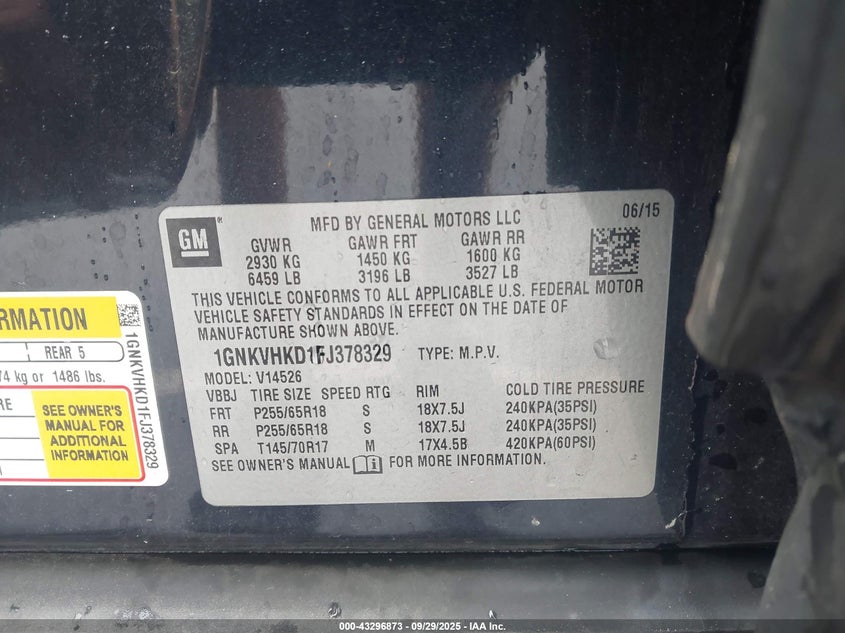 GM
MFD BY GENERAL MOTORS LLC
06/15
GVWR GAWR FRT GAWR RR
2930 KG 1450 KG 1600 KG
6459 LB 3196 LB 3527 LB
THIS VEHICLE CONFORMS TO ALL APPLICABLE U.S. FEDERAL MOTOR
VEHICLE SAFETY STANDARDS IN EFFECT ON THE DATE OF
MANUFACTURE SHOWN ABOVE.
1GNKVHKD1FJ378329 TYPE: M.P.V.
MODEL: V14526
VBBJ TIRE SIZE SPEED RTG RIM COLD TIRE PRESSURE
FRT P255/65R18 S 18X7.5J 240KPA(35PSI)
RR P255/65R18 S 18X7.5J 240KPA(35PSI)
SPA T145/70R17 M 17X4.5B 420KPA(60PSI)
SEE OWNER'S MANUAL FOR MORE INFORMATION.
REAR 5
kg or 1486 lbs.
SEE OWNER'S
MANUAL FOR
ADDITIONAL
INFORMATION
1GNKVHKD1FJ378329
000-43296873 - 09/29/2025 - IAA Inc.